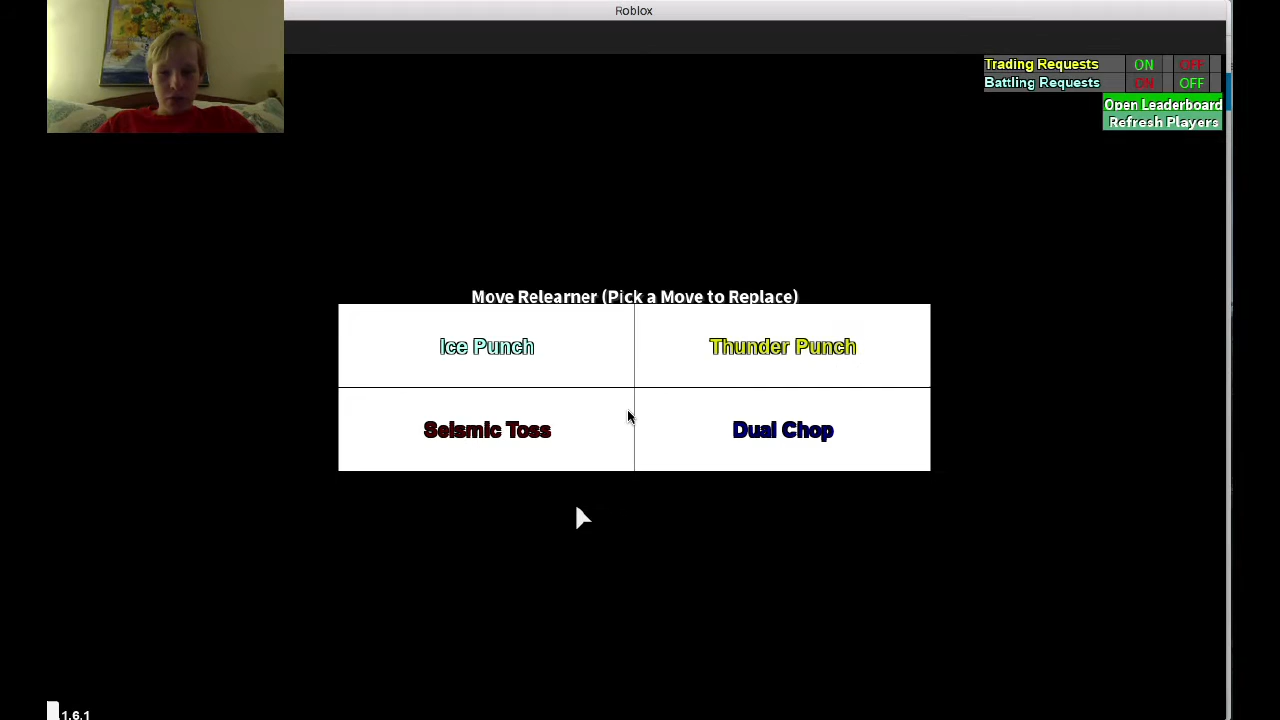 Roblox
Trading Requests ON OFF
Battling Requests ON OFF
Open Leaderboard
Refresh Players
Move Relearner (Pick a Move to Replace)
Ice Punch Thunder Punch
Seismic Toss Dual Chop
.1.6.1